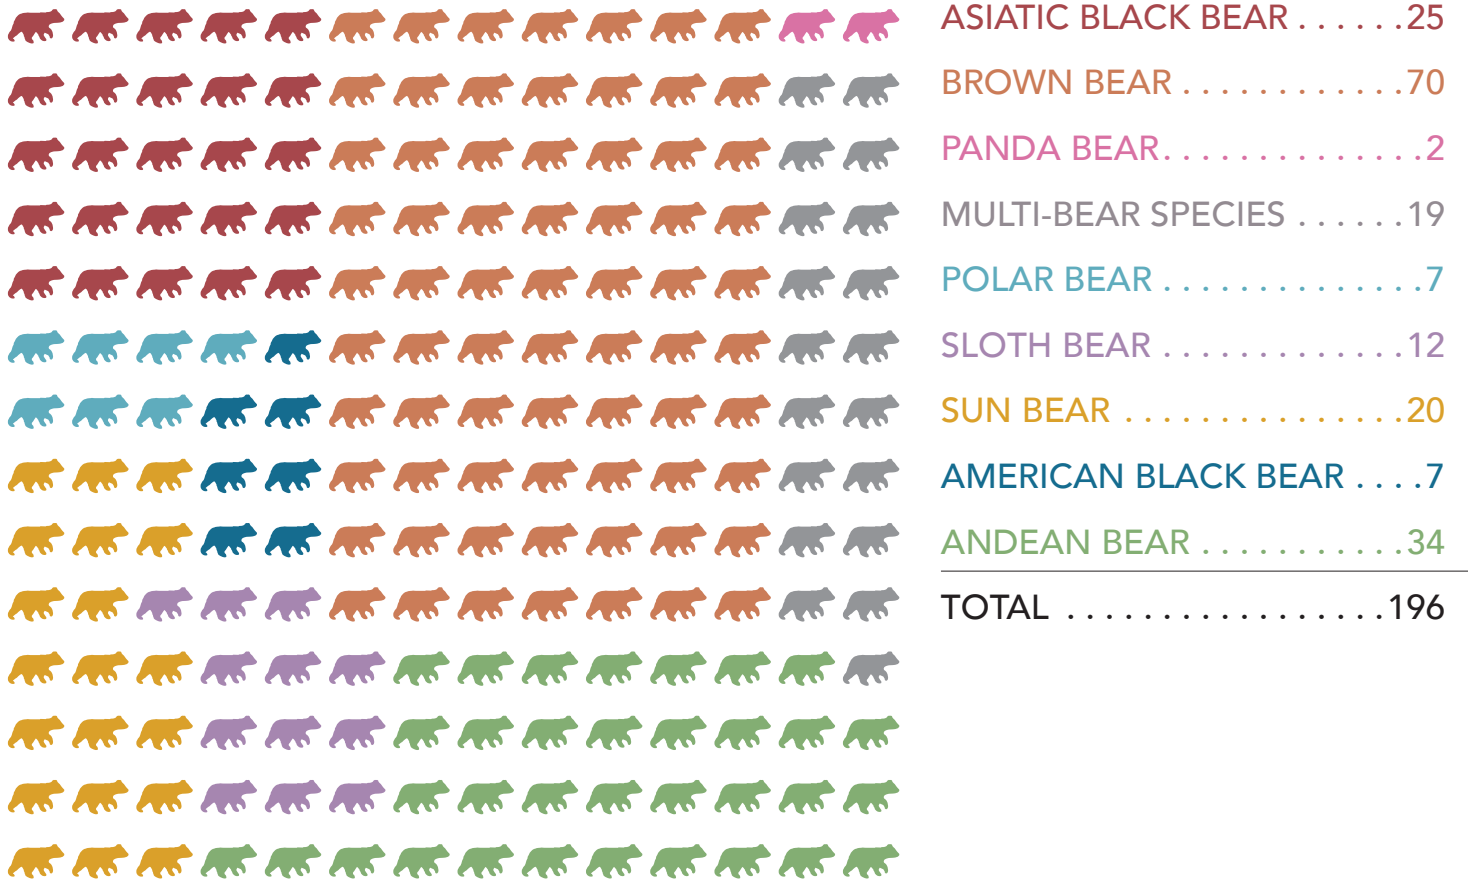 ASIATIC BLACK BEAR . . . . . . 25
BROWN BEAR . . . . . . . . . . . . 70
PANDA BEAR. . . . . . . . . . . . . . 2
MULTI-BEAR SPECIES . . . . . . 19
POLAR BEAR . . . . . . . . . . . . . . 7
SLOTH BEAR . . . . . . . . . . . . . 12
SUN BEAR . . . . . . . . . . . . . . . 20
AMERICAN BLACK BEAR . . . . 7
ANDEAN BEAR . . . . . . . . . . . 34
TOTAL . . . . . . . . . . . . . . . . . 196